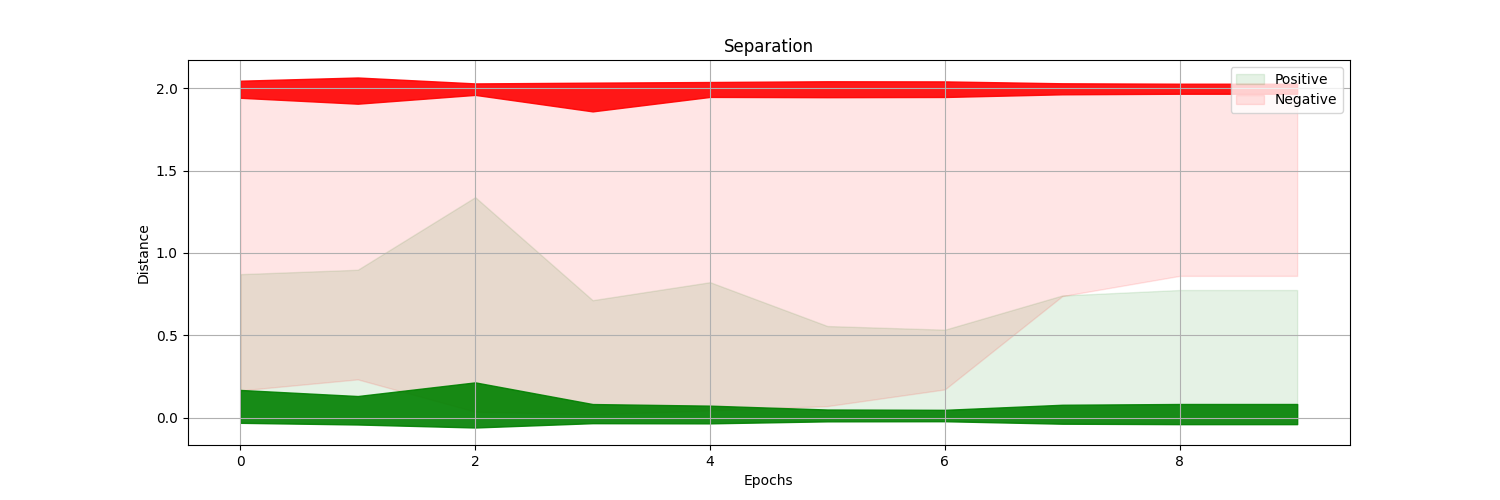 Separation
Positive
Negative
2.0
1.5
1.0
0.5
0.0
Distance
0 2 4 6 8
Epochs